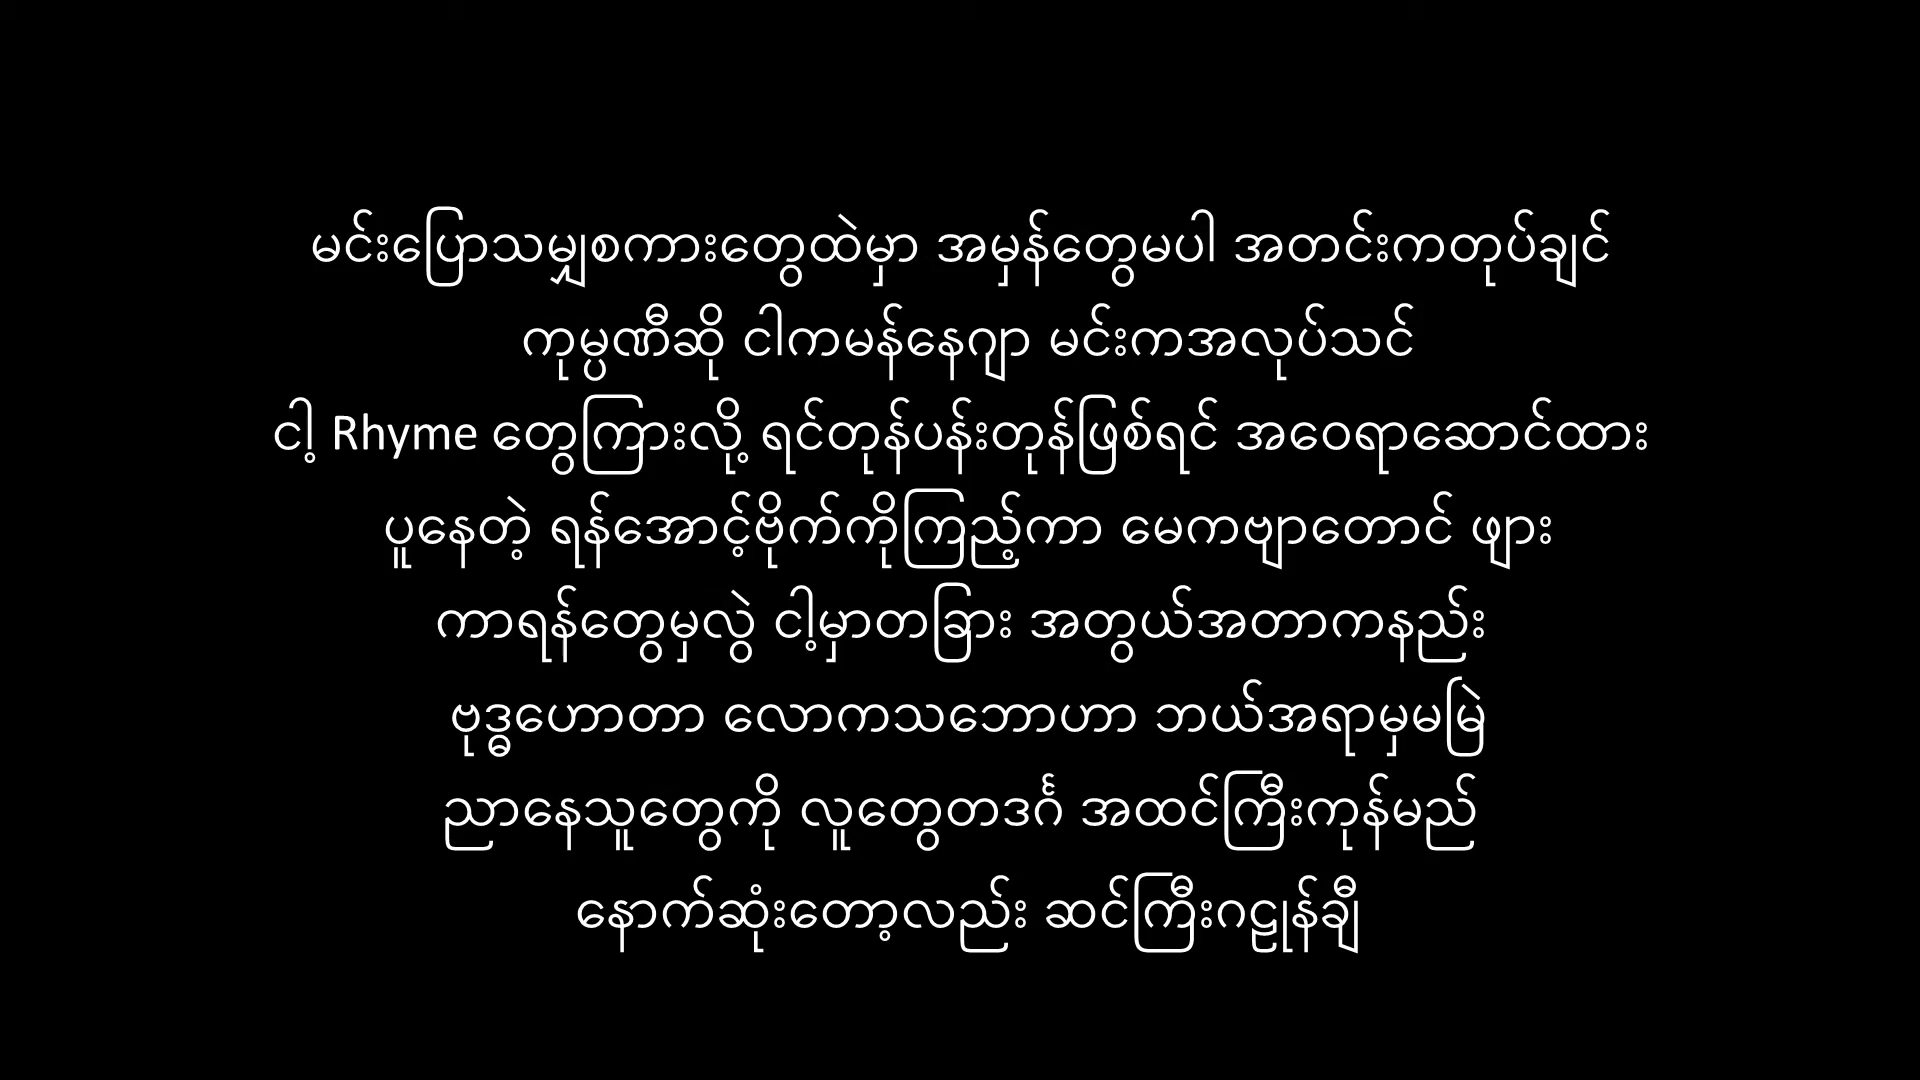 မင်းပြောသမျှစကားတွေထဲမှာ အမှန်တွေမပါ အတင်းကတုပ်ချင်
ကုမ္ပဏီဆို ငါကမန်နေဂျာ မင်းကအလုပ်သင်
ငါ့ Rhyme တွေကြားလို့ ရင်တုန်ပန်းတုန်ဖြစ်ရင် အဝေရာဆောင်ထား
ပူနေတဲ့ ရန်အောင့်ဗိုက်ကိုကြည့်ကာ မေကဗျာတောင် ဖျား
ကာရန်တွေမှလွဲ ငါ့မှာတခြား အတွယ်အတာကနည်း
ဗုဒ္ဓဟောတာ လောကသဘောဟာ ဘယ်အရာမှမမြဲ
ညာနေသူတွေကို လူတွေတဒင်္ဂ အထင်ကြီးကုန်မည်
နောက်ဆုံးတော့လည်း ဆင်ကြီးဂဠုန်ချီ